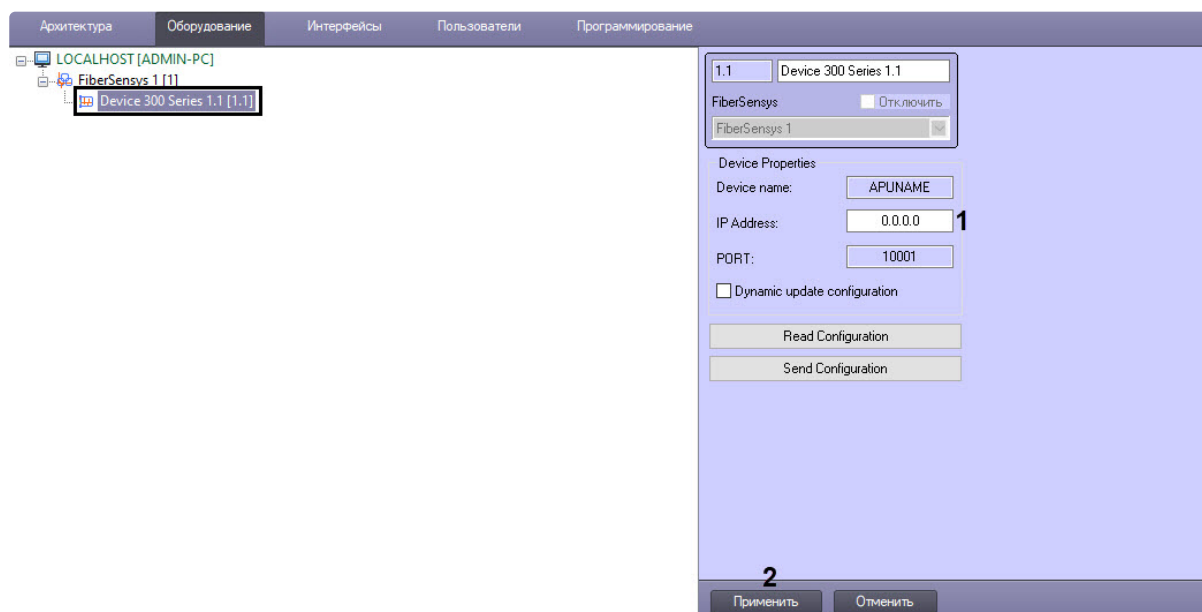 Архитектура Оборудование Интерфейсы Пользователи Программирование
LOCALHOST [ADMIN-PC]
FiberSensys 1 [1]
Device 300 Series 1.1 [1.1]
1.1 Device 300 Series 1.1
FiberSensys Отключить
FiberSensys 1
Device Properties
Device name: APUNAME
IP Address: 0.0.0.0 1
PORT: 10001
Dynamic update configuration
Read Configuration
Send Configuration
2
Применить Отменить